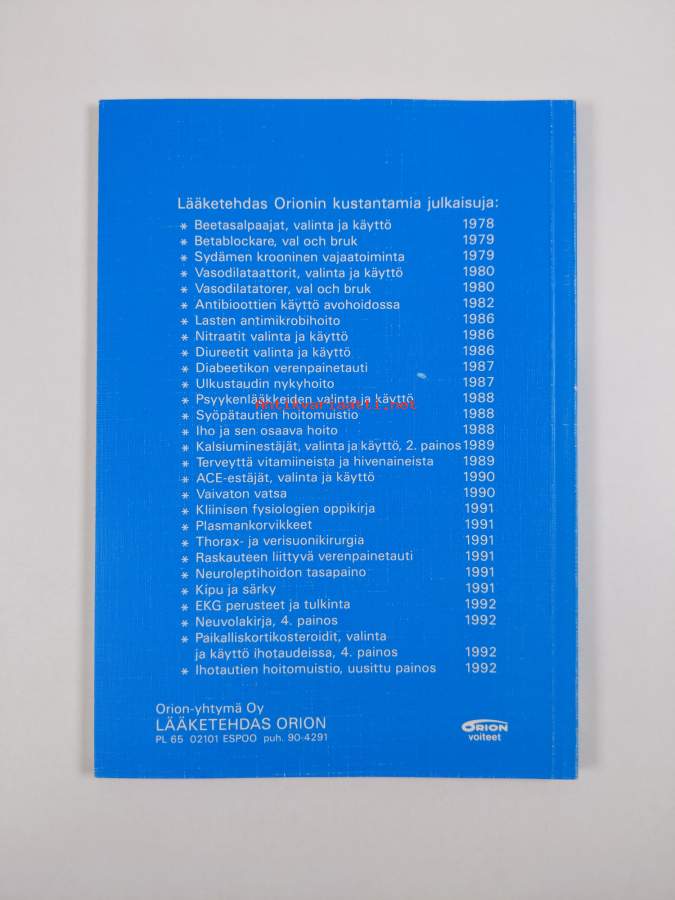 Lääketehdas Orionin kustantamia julkaisuja:
* Beetasalpaajat, valinta ja käyttö 1978
* Betablockare, val och bruk 1979
* Sydämen krooninen vajaatoiminta 1979
* Vasodilataattorit, valinta ja käyttö 1980
* Vasodilatatorer, val och bruk 1980
* Antibioottien käyttö avohoidossa 1982
* Lasten antimikrobihoito 1986
* Nitraatit valinta ja käyttö 1986
* Diureetit valinta ja käyttö 1986
* Diabeetikon verenpainetauti 1987
* Ulkustaudin nykyhoito 1987
* Psyykenlääkkeiden valinta ja käyttö 1988
Antikvariaatti.net
* Syöpätautien hoitomuistio 1988
* Iho ja sen osaava hoito 1988
* Kalsiuminestäjät, valinta ja käyttö, 2. painos 1989
* Terveyttä vitamiineista ja hivenaineista 1989
* ACE-estäjät, valinta ja käyttö 1990
* Vaivaton vatsa 1990
* Kliinisen fysiologien oppikirja 1991
* Plasmankorvikkeet 1991
* Thorax- ja verisuonikirurgia 1991
* Raskauteen liittyvä verenpainetauti 1991
* Neuroleptihoidon tasapaino 1991
* Kipu ja särky 1991
* EKG perusteet ja tulkinta 1992
* Neuvolakirja, 4. painos 1992
* Paikalliskortikosteroidit, valinta
ja käyttö ihotaudeissa, 4. painos 1992
* Ihotautien hoitomuistio, uusittu painos 1992
Orion-yhtymä Oy
LÄÄKETEHDAS ORION
PL 65 02101 ESPOO puh. 90-4291
ORION
voiteet